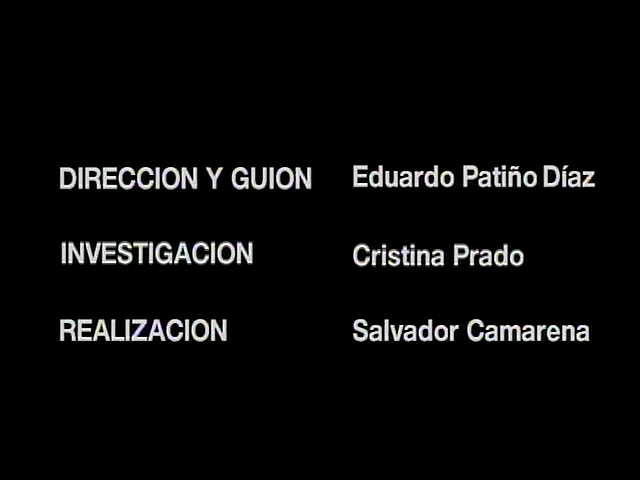 DIRECCION Y GUION Eduardo Patiño Díaz
INVESTIGACION Cristina Prado
REALIZACION Salvador Camarena